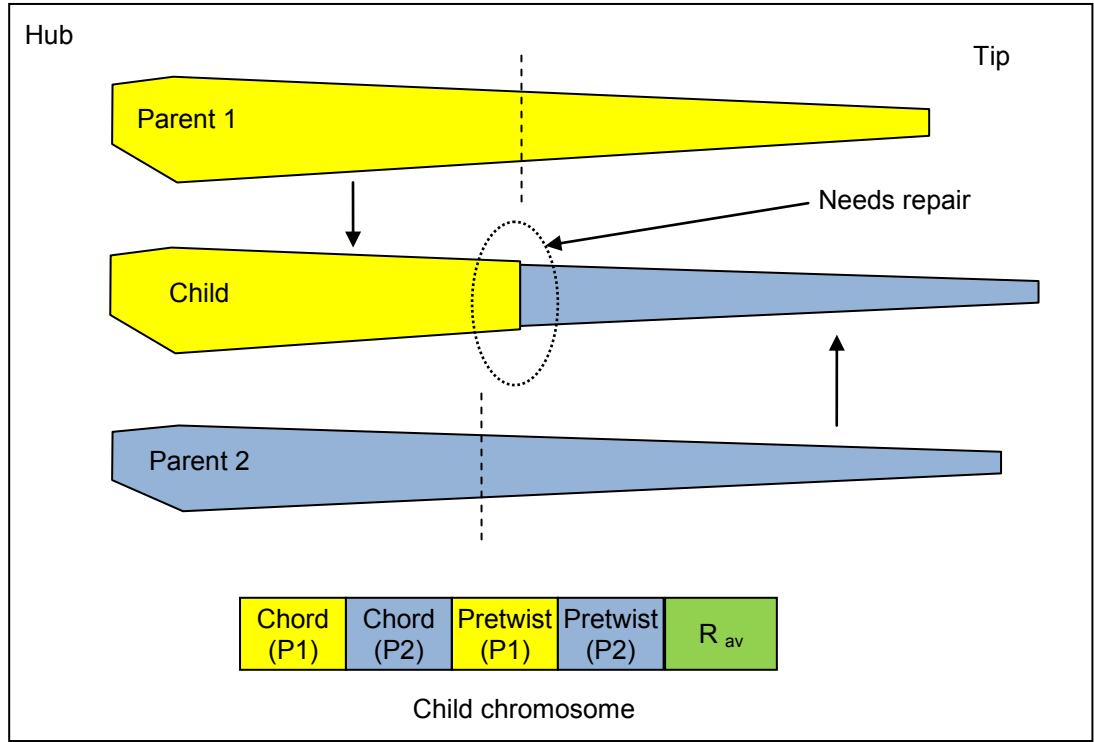 Hub
Tip
Parent 1
Needs repair
Child
Parent 2
Chord
(P1)
Chord
(P2)
Pretwist
(P1)
Pretwist
(P2)
R av
Child chromosome